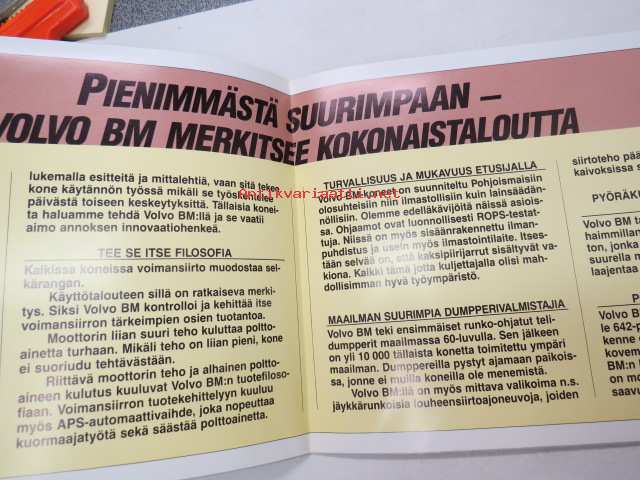 PIENIMMÄSTÄ SUURIMPAAN –
VOLVO BM MERKITSEE KOKONAISTALOUTTA
lukemalla esitteitä ja mittalehtiä, vaan sitä tekee
kone käytännön työssä mikäli se työskentelee
päivästä toiseen keskeytyksittä. Tällaisia konei-
ta haluamme tehdä Volvo BM:llä ja se vaatii
aimo annoksen innovaatiohenkeä.
TEE SE ITSE FILOSOFIA
Kaikissa koneissa voimansiirto muodostaa sel-
kärangan.
Käyttötalouteen sillä on ratkaiseva merki-
tys. Siksi Volvo BM kontrolloi ja kehittää itse
voimansiirron tärkeimpien osien tuotantoa.
Moottorin liian suuri teho kuluttaa poltto-
ainetta turhaan. Mikäli teho on liian pieni, kone
ei suoriudu tehtävästään.
Riittävä moottorin teho ja alhainen poltto-
aineen kulutus kuuluvat Volvo BM:n tuotefiloso-
fiaan. Voimansiirron tuotekehittelyyn kuuluu
myös APS-automaattivaihde, joka nopeuttaa
kuormaajatyötä sekä säästää polttoainetta.
TURVALLISUUS JA MUKAVUUS ETUSIJALLA
Volvo BM-koneet on suunniteltu Pohjoismaisiin
olosuhteisiin niin ilmastollisiin kuin lainsäädän-
nöllisiin. Olemme edelläkävijöitä näissä asiois-
sa. Ohjaamot ovat luonnollisesti ROPS-testat-
tuja. Niissä on myös sisäänrakennettu ilman-
puhdistus ja usein myös ilmastointilaite. Itses-
tään selvää on, että kaksipiirijarrut sisältyvät va-
kiona. Kaikki tämä jotta kuljettajalla olisi mah-
dollisimman hyvä työympäristö.
MAAILMAN SUURIMPIA DUMPPERIVALMISTAJIA
Volvo BM teki ensimmäiset runko-ohjatut teli-
dumpperit maailmassa 60-luvulla. Sen jälkeen
on yli 10 000 tällaista konetta toimitettu ympäri
maailman. Dumppereilla pystyt ajamaan paikois-
sa, jonne ei muilla koneilla ole menemistä.
Volvo BM:llä on myös mittava valikoima n.s.
jäykkärunkoisia louheensiirtoajoneuvoja, joiden
siirtoteho pää
kaivoksissa s
PYÖRÄKU
Volvo BM t
haimmillan
ton, jonka
suurella m
laajentaa
P
Volvo B
le 642-p
kenne
kovem
BM:n
on mo
saavu
Antikvariaatti.net